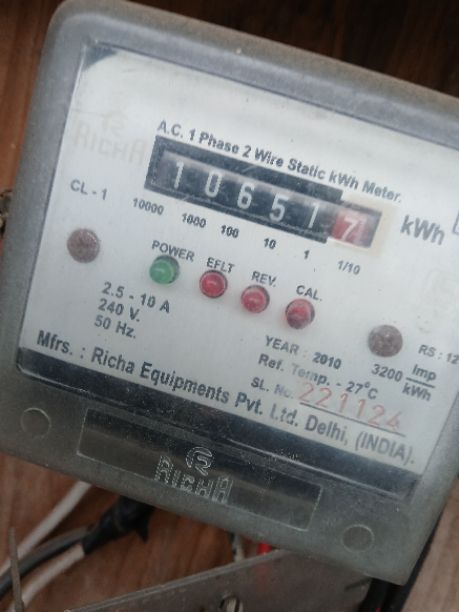 RICHA
A.C. 1 Phase 2 Wire Static kWh Meter.
106517 kWh
CL - 1
10000 1000 100 10 1 1/10
POWER EFLT REV. CAL.
2.5 - 10 A
240 V.
50 Hz.
YEAR : 2010
Ref. Temp. - 27°C
SL. No. 221124
3200 Imp/kWh
Mfrs. : Richa Equipments Pvt. Ltd. Delhi, (INDIA).
RICHA